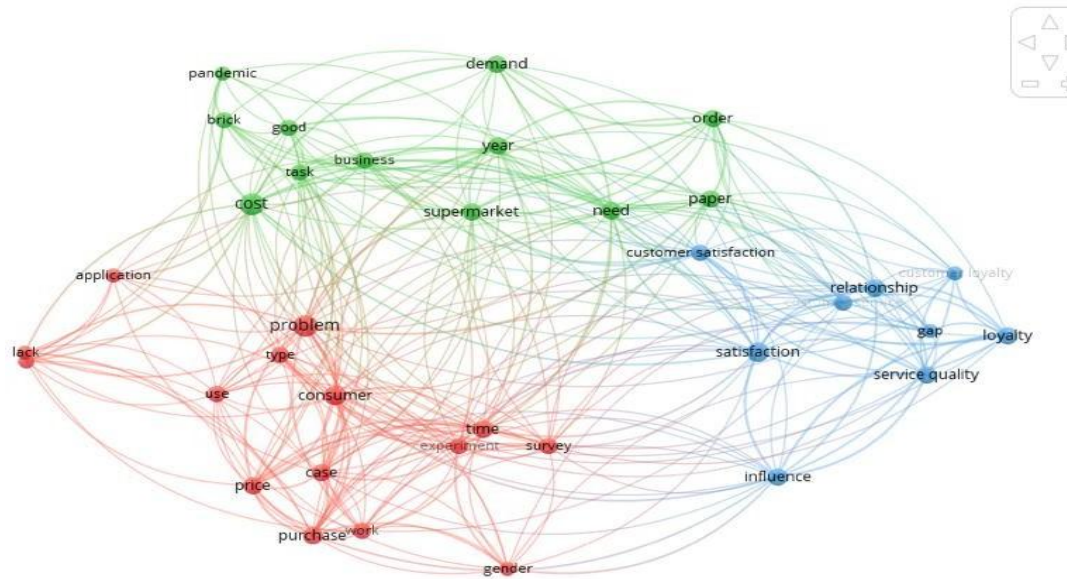 demand
pandemic
brick
good
order
business
year
task
cost
supermarket
need
paper
customer satisfaction
application
customer loyalty
relationship
problem
gap
loyalty
lack
type
satisfaction
service quality
use
consumer
time
experiment
survey
case
influence
price
purchase
work
gender